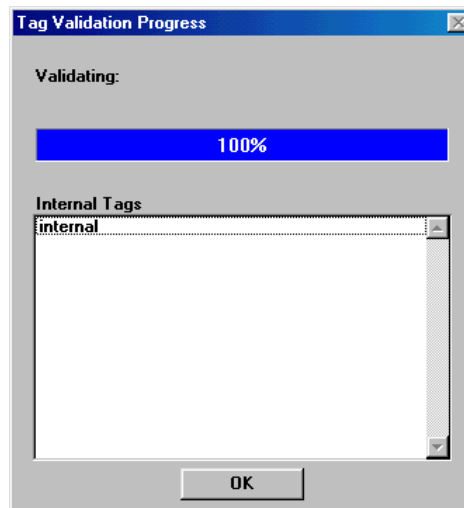 Tag Validation Progress
Validating:
100%
Internal Tags
internal
OK